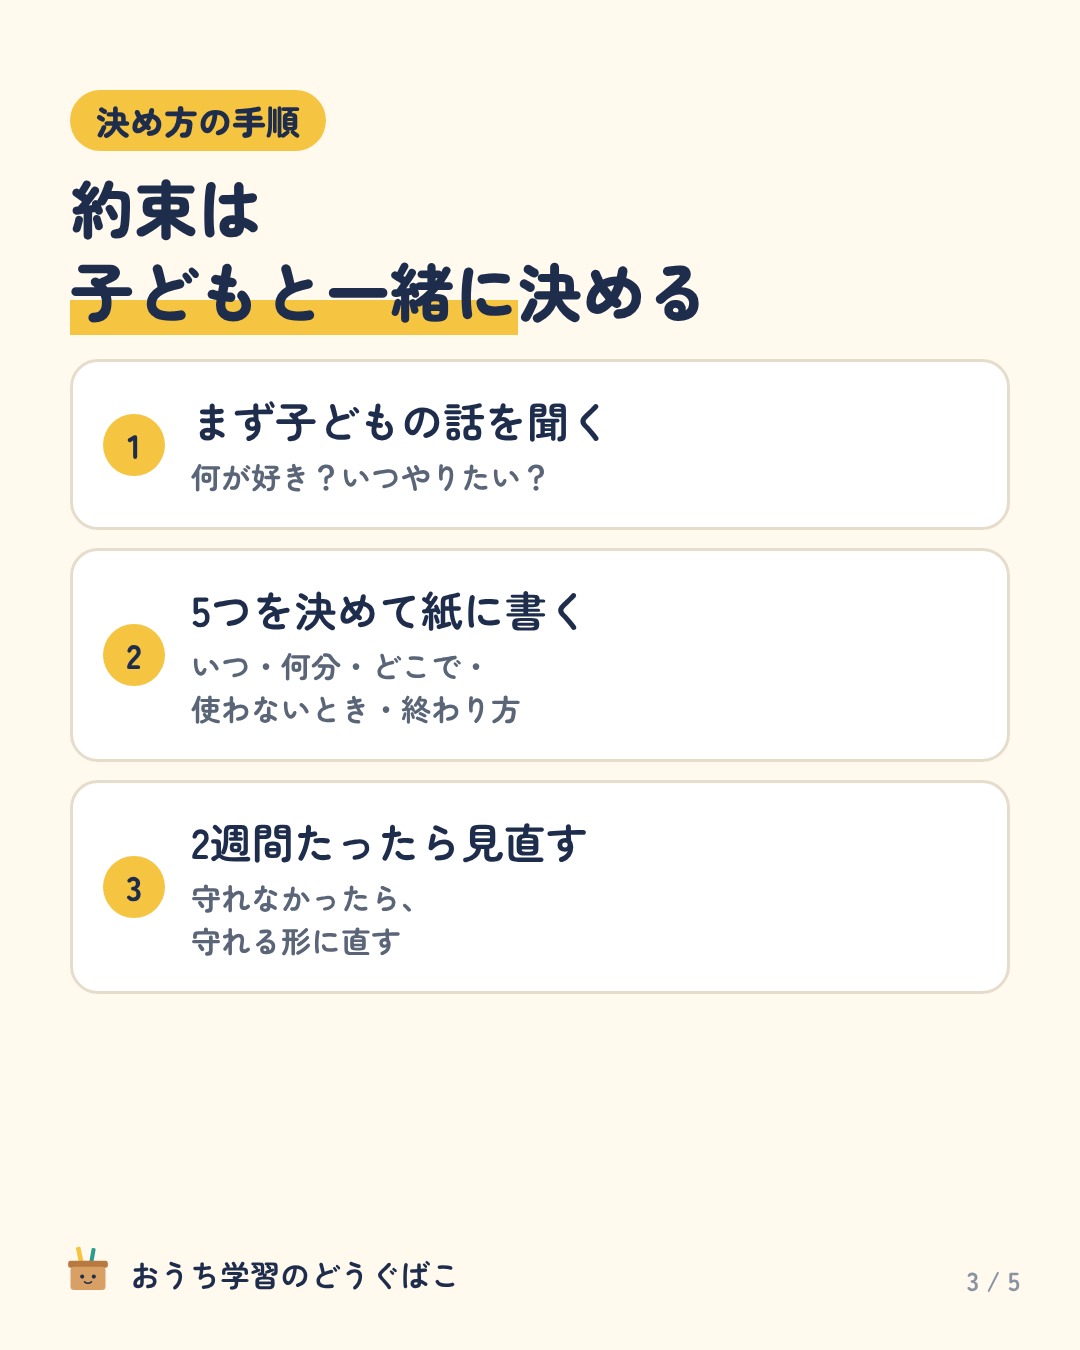 決め方の手順
約束は
子どもと一緒に決める
1
まず子どもの話を聞く
何が好き？いつやりたい？
2
5つを決めて紙に書く
いつ・何分・どこで・
使わないとき・終わり方
3
2週間たったら見直す
守れなかったら、
守れる形に直す
おうち学習のどうぐばこ
3 / 5